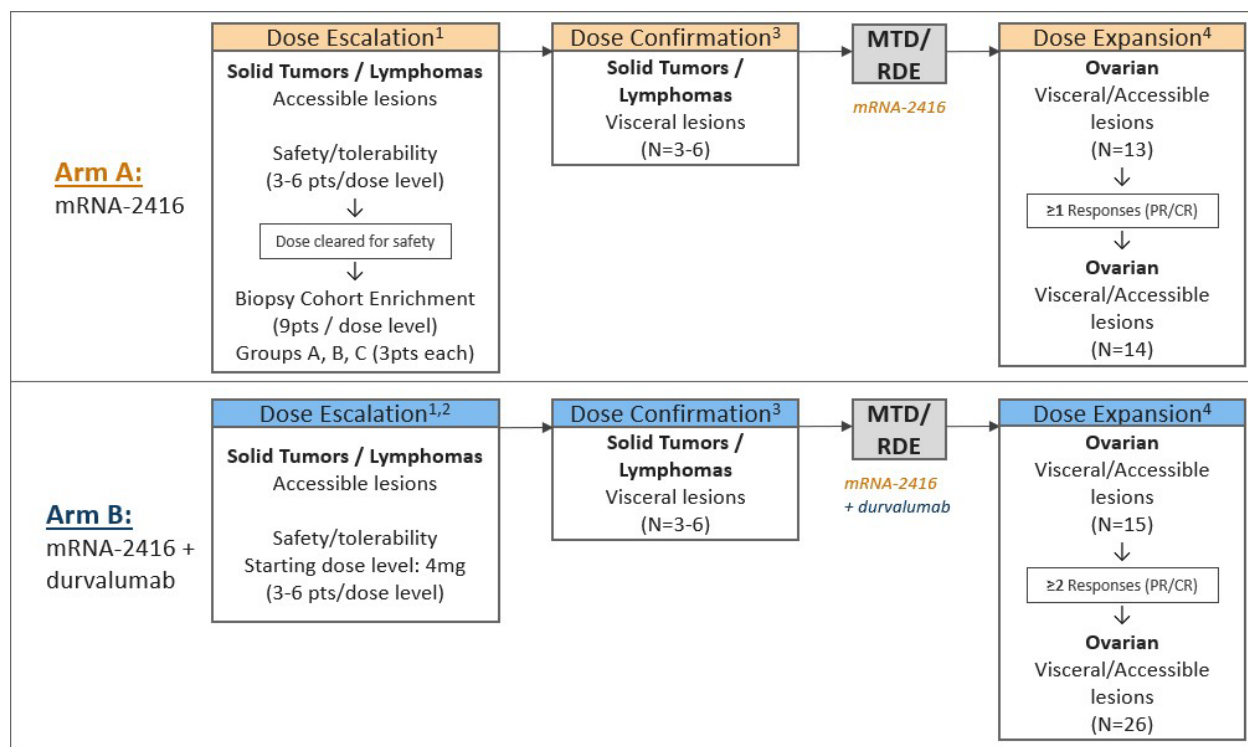 Arm A:
mRNA-2416
Dose Escalation¹
Solid Tumors / Lymphomas
Accessible lesions
Safety/tolerability
(3-6 pts/dose level)
↓
Dose cleared for safety
↓
Biopsy Cohort Enrichment
(9pts / dose level)
Groups A, B, C (3pts each)
Dose Confirmation³
Solid Tumors /
Lymphomas
Visceral lesions
(N=3-6)
MTD/
RDE
mRNA-2416
Dose Expansion⁴
Ovarian
Visceral/Accessible
lesions
(N=13)
↓
≥1 Responses (PR/CR)
↓
Ovarian
Visceral/Accessible
lesions
(N=14)
Arm B:
mRNA-2416 +
durvalumab
Dose Escalation¹,²
Solid Tumors / Lymphomas
Accessible lesions
Safety/tolerability
Starting dose level: 4mg
(3-6 pts/dose level)
Dose Confirmation³
Solid Tumors /
Lymphomas
Visceral lesions
(N=3-6)
MTD/
RDE
mRNA-2416
+ durvalumab
Dose Expansion⁴
Ovarian
Visceral/Accessible
lesions
(N=15)
↓
≥2 Responses (PR/CR)
↓
Ovarian
Visceral/Accessible
lesions
(N=26)